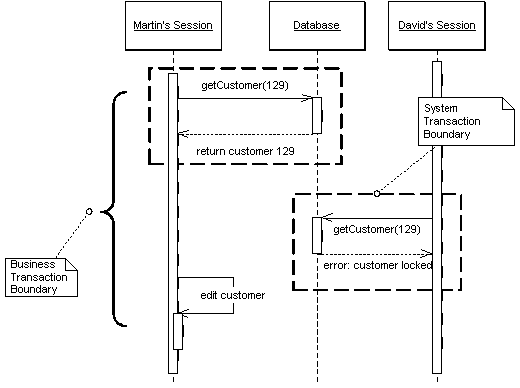 Martin's Session
Database
David's Session
getCustomer(129)
System
Transaction
Boundary
return customer 129
getCustomer(129)
error: customer locked
Business
Transaction
Boundary
edit customer